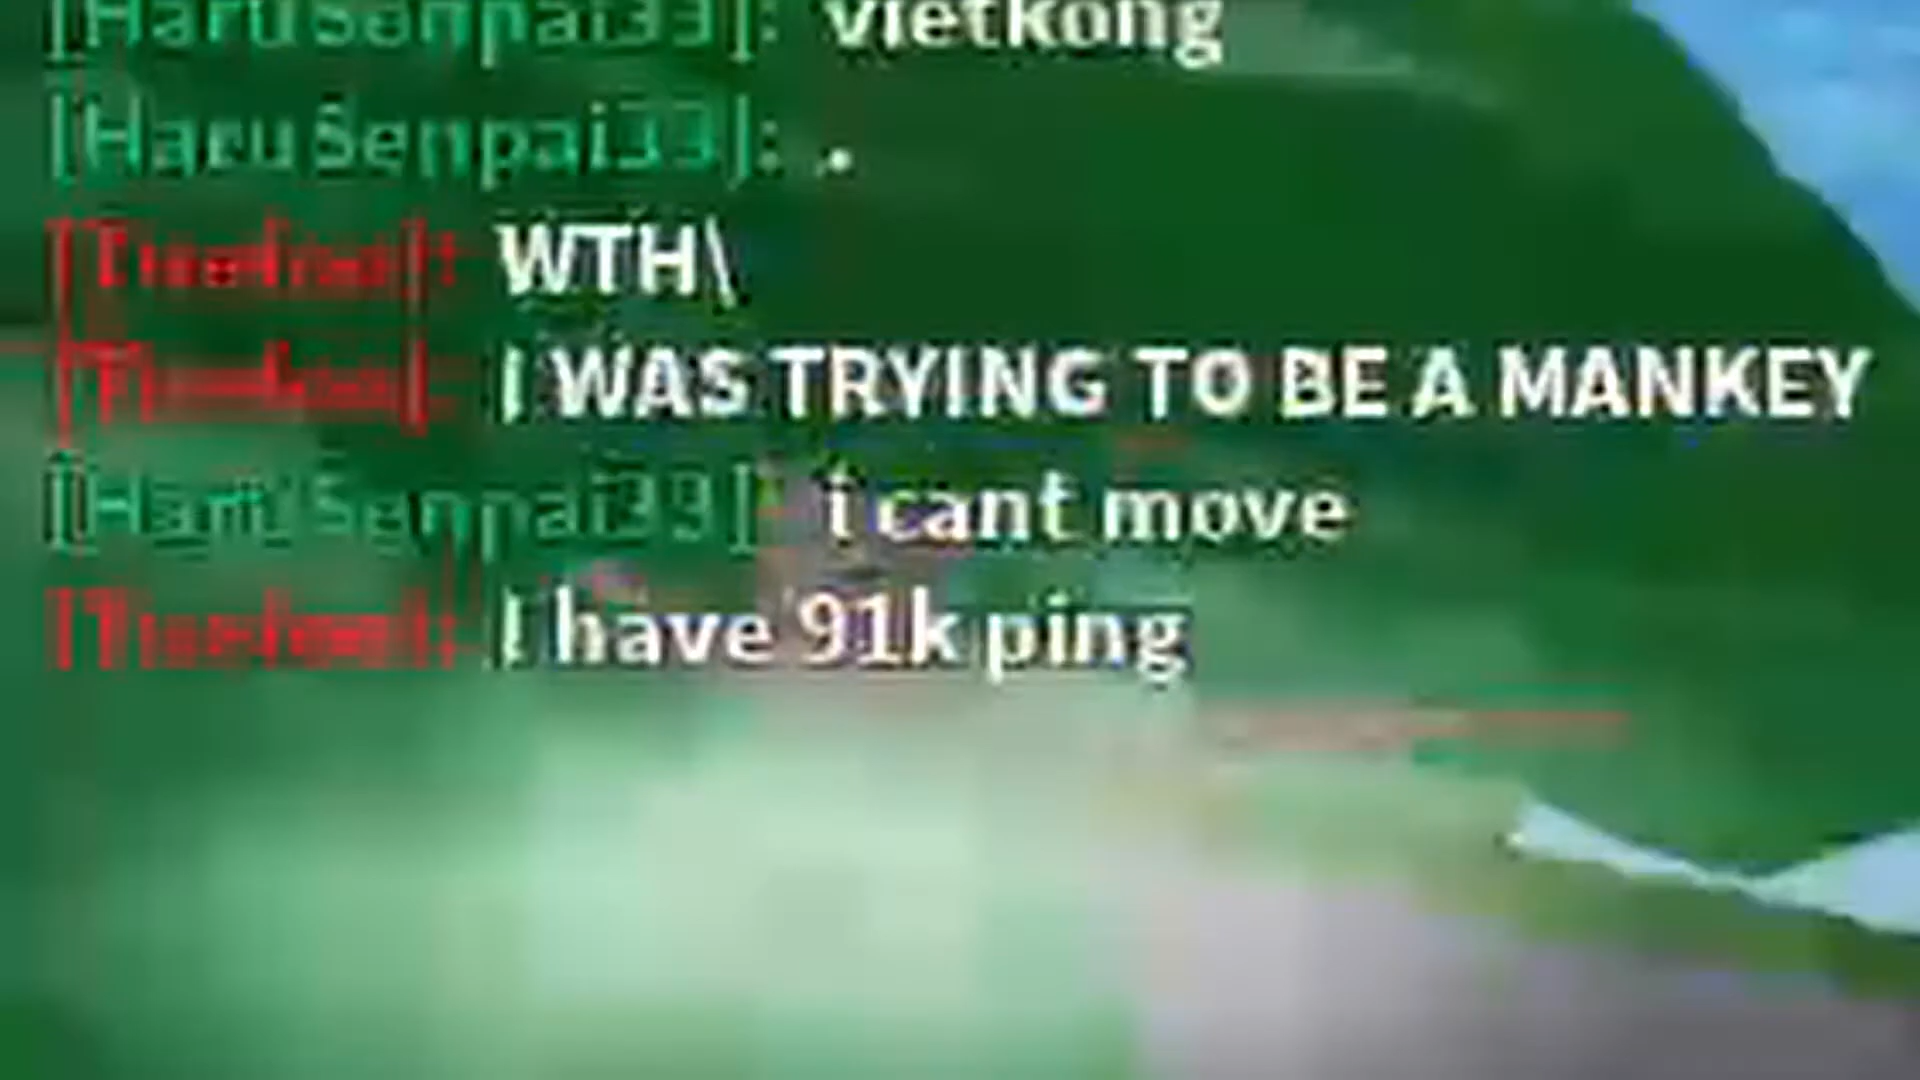 [HaruSenpai33]: vietkong
[HaruSenpai33]: .
WTH\
I WAS TRYING TO BE A MANKEY
[HaruSenpai33]: i cant move
I have 91k ping